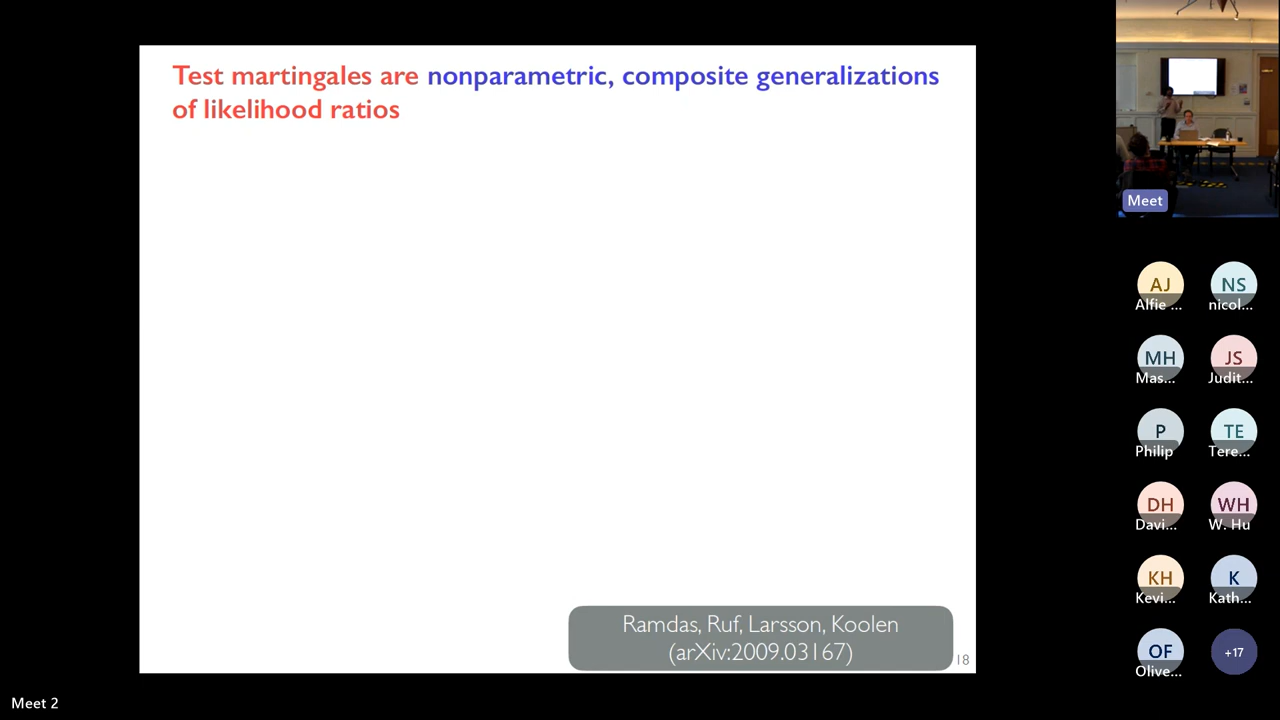 Test martingales are nonparametric, composite generalizations
of likelihood ratios
Ramdas, Ruf, Larsson, Koolen
(arXiv:2009.03167)
18
Meet
AJ
Alfie ...
NS
nicol...
MH
Mas...
JS
Judit...
P
Philip
TE
Tere...
DH
Davi...
WH
W. Hu
KH
Kevi...
K
Kath...
OF
Olive...
+17
Meet 2